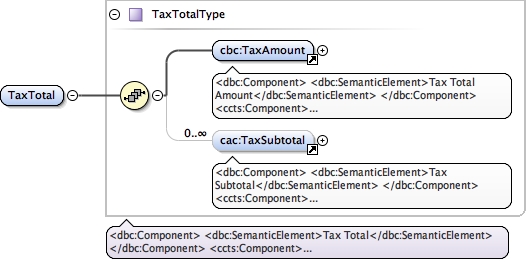 TaxTotalType
cbc:TaxAmount
<dbc:Component> <dbc:SemanticElement>Tax Total
Amount</dbc:SemanticElement> </dbc:Component>
<ccts:Component>...
TaxTotal
0..∞
cac:TaxSubtotal
<dbc:Component> <dbc:SemanticElement>Tax
Subtotal</dbc:SemanticElement> </dbc:Component>
<ccts:Component>...
<dbc:Component> <dbc:SemanticElement>Tax Total</dbc:SemanticElement>
</dbc:Component> <ccts:Component>...